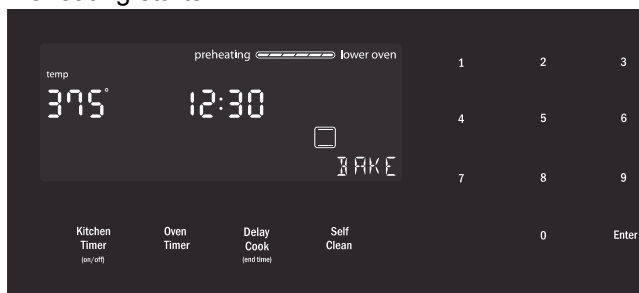 preheating lower oven
temp
375° 12:30
BAKE
1 2 3
4 5 6
7 8 9
0 Enter
Kitchen Timer (on/off)
Oven Timer
Delay Cook (end time)
Self Clean